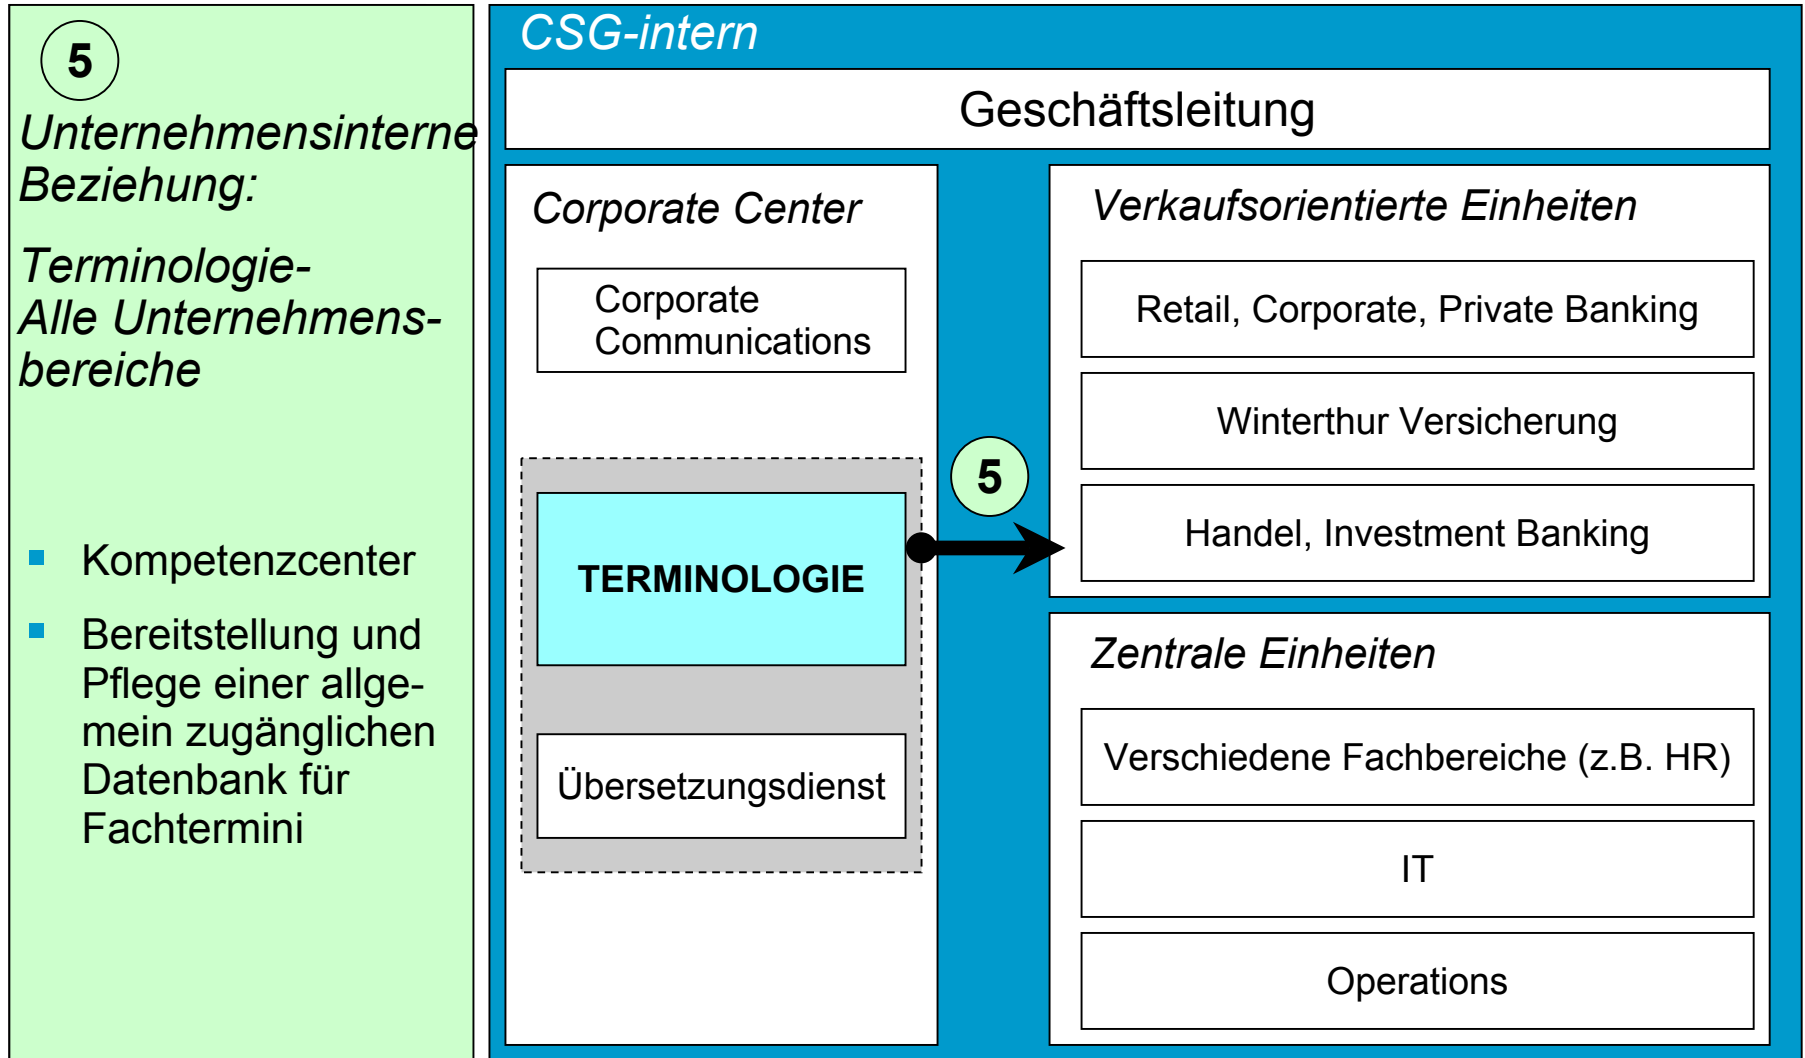 5
Unternehmensinterne
Beziehung:
Terminologie-
Alle Unternehmens-
bereiche
Kompetenzcenter
Bereitstellung und
Pflege einer allge-
mein zugänglichen
Datenbank für
Fachtermini
CSG-intern
Geschäftsleitung
Corporate Center
Corporate
Communications
TERMINOLOGIE
Übersetzungsdienst
5
Verkaufsorientierte Einheiten
Retail, Corporate, Private Banking
Winterthur Versicherung
Handel, Investment Banking
Zentrale Einheiten
Verschiedene Fachbereiche (z.B. HR)
IT
Operations